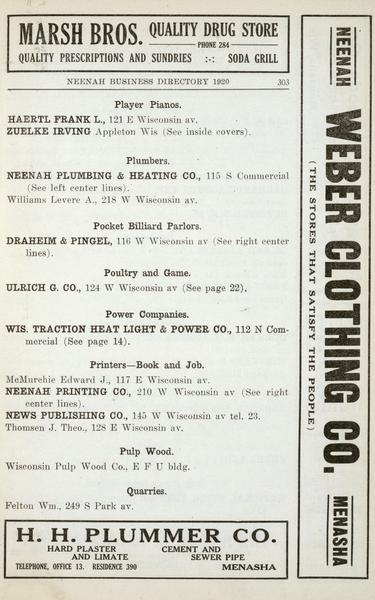 MARSH BROS. QUALITY DRUG STORE
PHONE 284
QUALITY PRESCRIPTIONS AND SUNDRIES :-: SODA GRILL
NEENAH BUSINESS DIRECTORY 1920 303
Player Pianos.
HAERTL FRANK L., 121 E Wisconsin av.
ZUELKE IRVING Appleton Wis (See inside covers).
Plumbers.
NEENAH PLUMBING & HEATING CO., 115 S Commercial
(See left center lines).
Williams Levere A., 218 W Wisconsin av.
Pocket Billiard Parlors.
DRAHEIM & PINGEL, 116 W Wisconsin av (See right center
lines).
Poultry and Game.
ULRICH G. CO., 124 W Wisconsin av (See page 22).
Power Companies.
WIS. TRACTION HEAT LIGHT & POWER CO., 112 N Com-
mercial (See page 14).
Printers—Book and Job.
McMurchie Edward J., 117 E Wisconsin av.
NEENAH PRINTING CO., 210 W Wisconsin av (See right
center lines).
NEWS PUBLISHING CO., 145 W Wisconsin av tel. 23.
Thomsen J. Theo., 128 E Wisconsin av.
Pulp Wood.
Wisconsin Pulp Wood Co., E F U bldg.
Quarries.
Felton Wm., 249 S Park av.
H. H. PLUMMER CO.
HARD PLASTER CEMENT AND
AND LIMATE SEWER PIPE
TELEPHONE, OFFICE 13. RESIDENCE 390 MENASHA
NEENAH WEBER CLOTHING CO. MENASHA
(THE STORES THAT SATISFY THE PEOPLE)